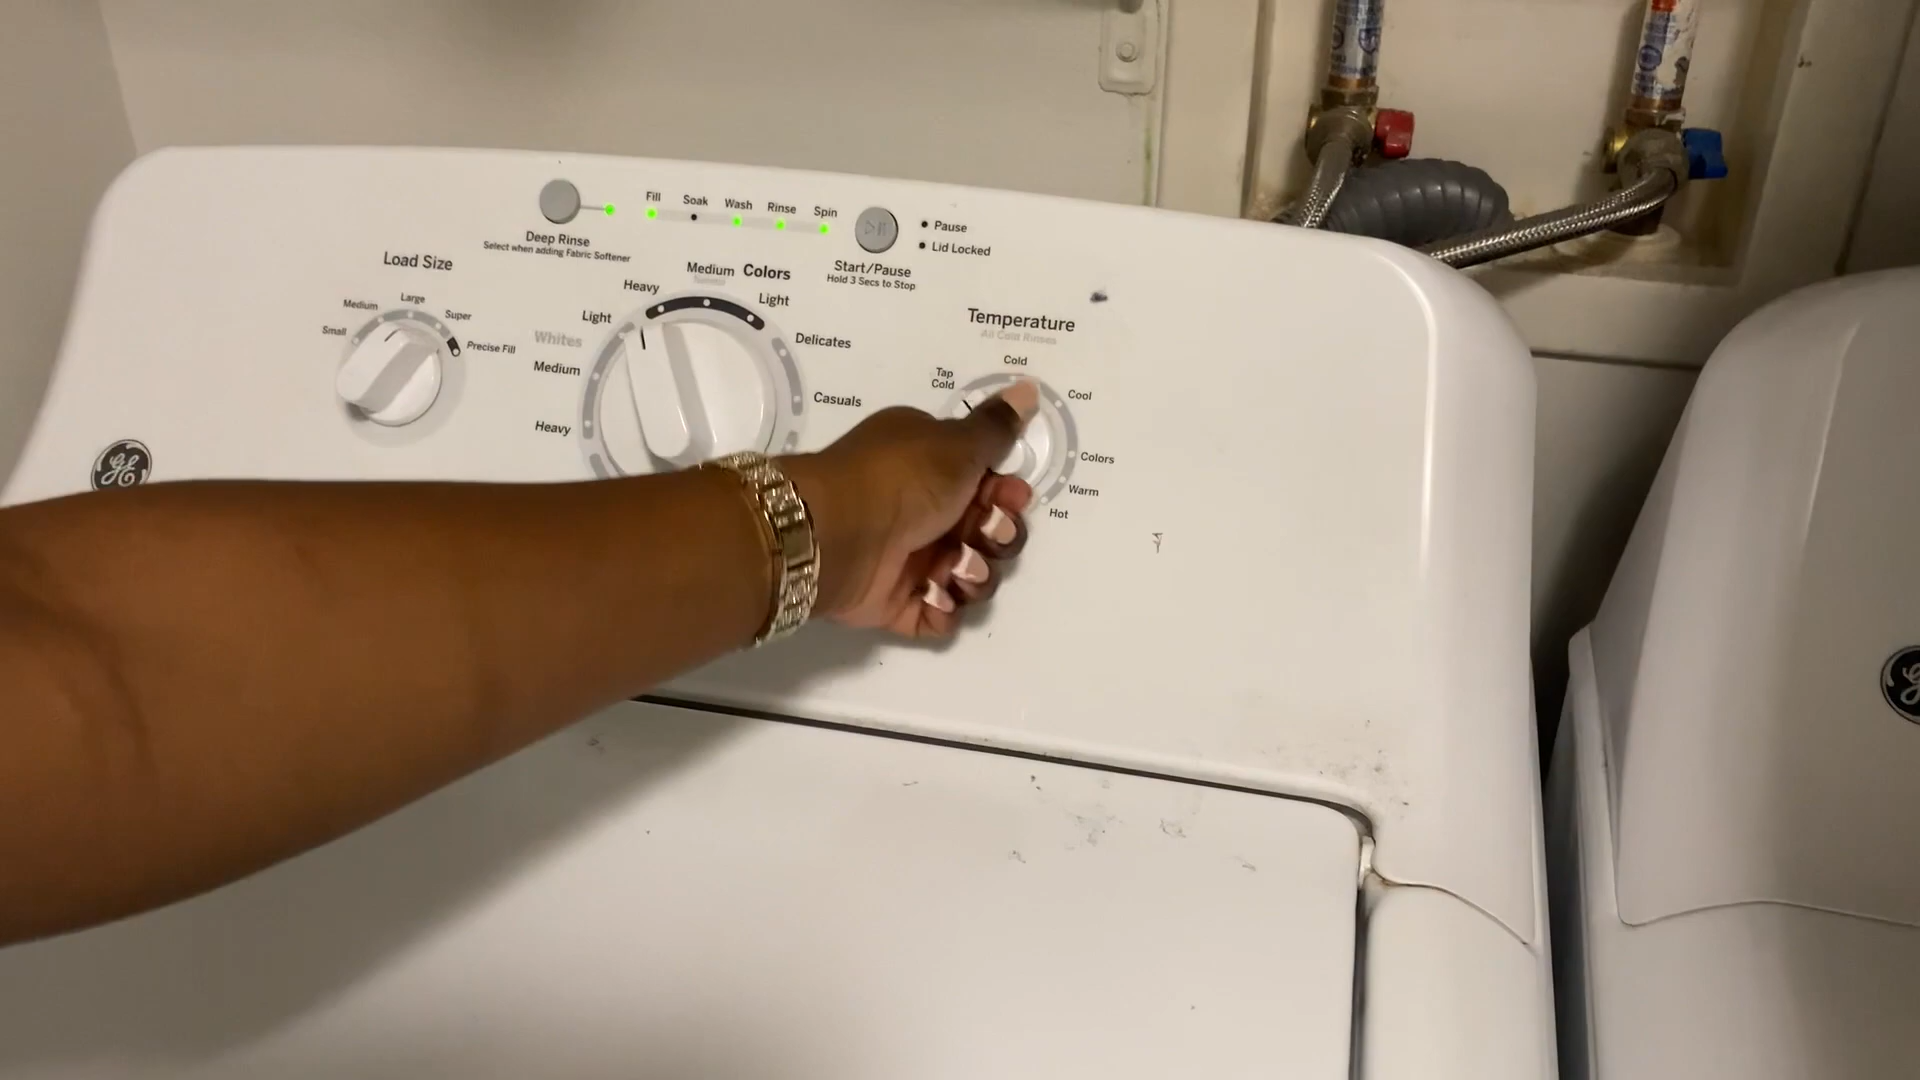 Fill Soak Wash Rinse Spin
Deep Rinse
Select when adding Fabric Softener
Start/Pause
Hold 3 Secs to Stop
Pause
Lid Locked
Load Size
Small Medium Large Super Precise Fill
Colors
Heavy Medium Light
Whites
Light
Medium
Heavy
Delicates
Casuals
Temperature
All Cold Rinses
Tap Cold
Cold
Cool
Colors
Warm
Hot
GE